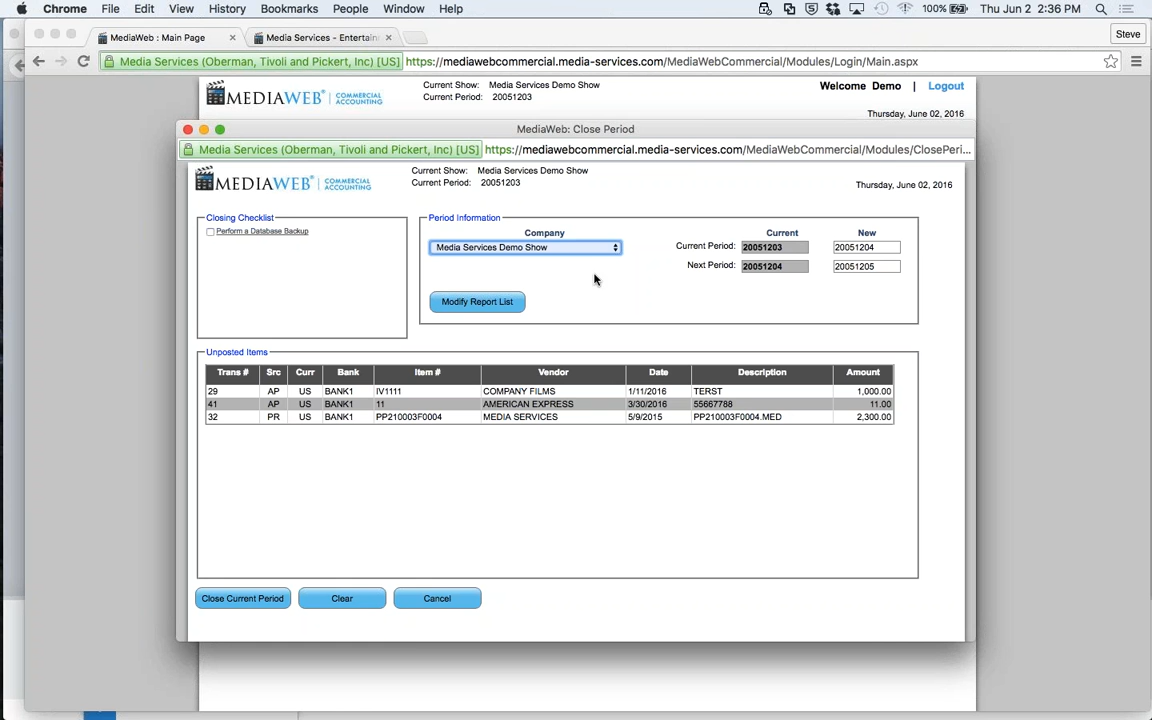 Chrome File Edit View History Bookmarks People Window Help 100% Thu Jun 2 2:36 PM
MediaWeb : Main Page × Media Services - Entertain × Steve
Media Services (Oberman, Tivoli and Pickert, Inc) [US] https://mediawebcommercial.media-services.com/MediaWebCommercial/Modules/Login/Main.aspx
MEDIAWEB® | COMMERCIAL ACCOUNTING
Current Show: Media Services Demo Show
Current Period: 20051203
Welcome Demo | Logout
Thursday, June 02, 2016
MediaWeb: Close Period
Media Services (Oberman, Tivoli and Pickert, Inc) [US] https://mediawebcommercial.media-services.com/MediaWebCommercial/Modules/ClosePeri...
MEDIAWEB® | COMMERCIAL ACCOUNTING
Current Show: Media Services Demo Show
Current Period: 20051203
Thursday, June 02, 2016
Closing Checklist
Perform a Database Backup
Period Information
Company Current New
Media Services Demo Show Current Period: 20051203 20051204
Next Period: 20051204 20051205
Modify Report List
Unposted Items
Trans # Src Curr Bank Item # Vendor Date Description Amount
29 AP US BANK1 IV1111 COMPANY FILMS 1/11/2016 TERST 1,000.00
41 AP US BANK1 11 AMERICAN EXPRESS 3/30/2016 55667788 11.00
32 PR US BANK1 PP210003F0004 MEDIA SERVICES 5/9/2015 PP210003F0004.MED 2,300.00
Close Current Period Clear Cancel